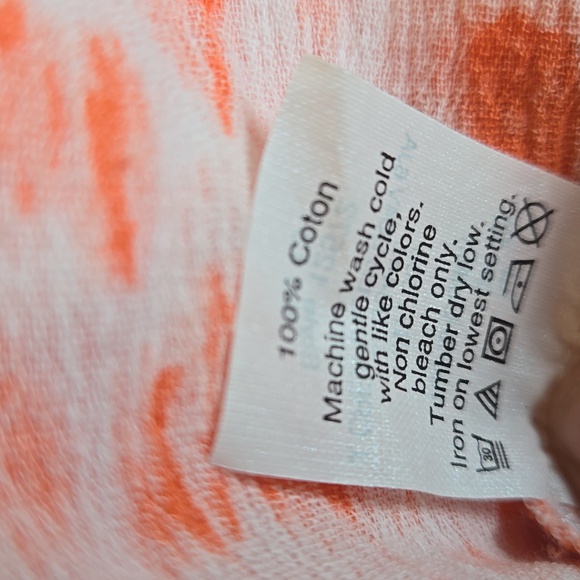 100% Coton
Machine wash cold
gentle cycle,
with like colors.
Non chlorine
bleach only.
Tumber dry low.
Iron on lowest setting.
30